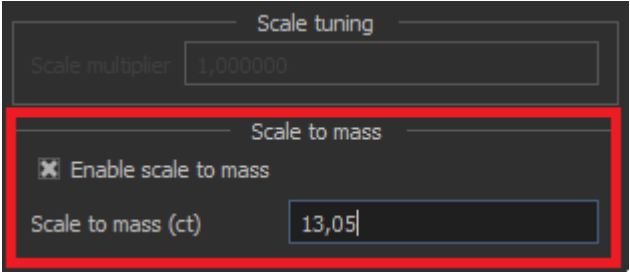 Scale tuning
Scale multiplier 1,000000
Scale to mass
Enable scale to mass
Scale to mass (ct) 13,05